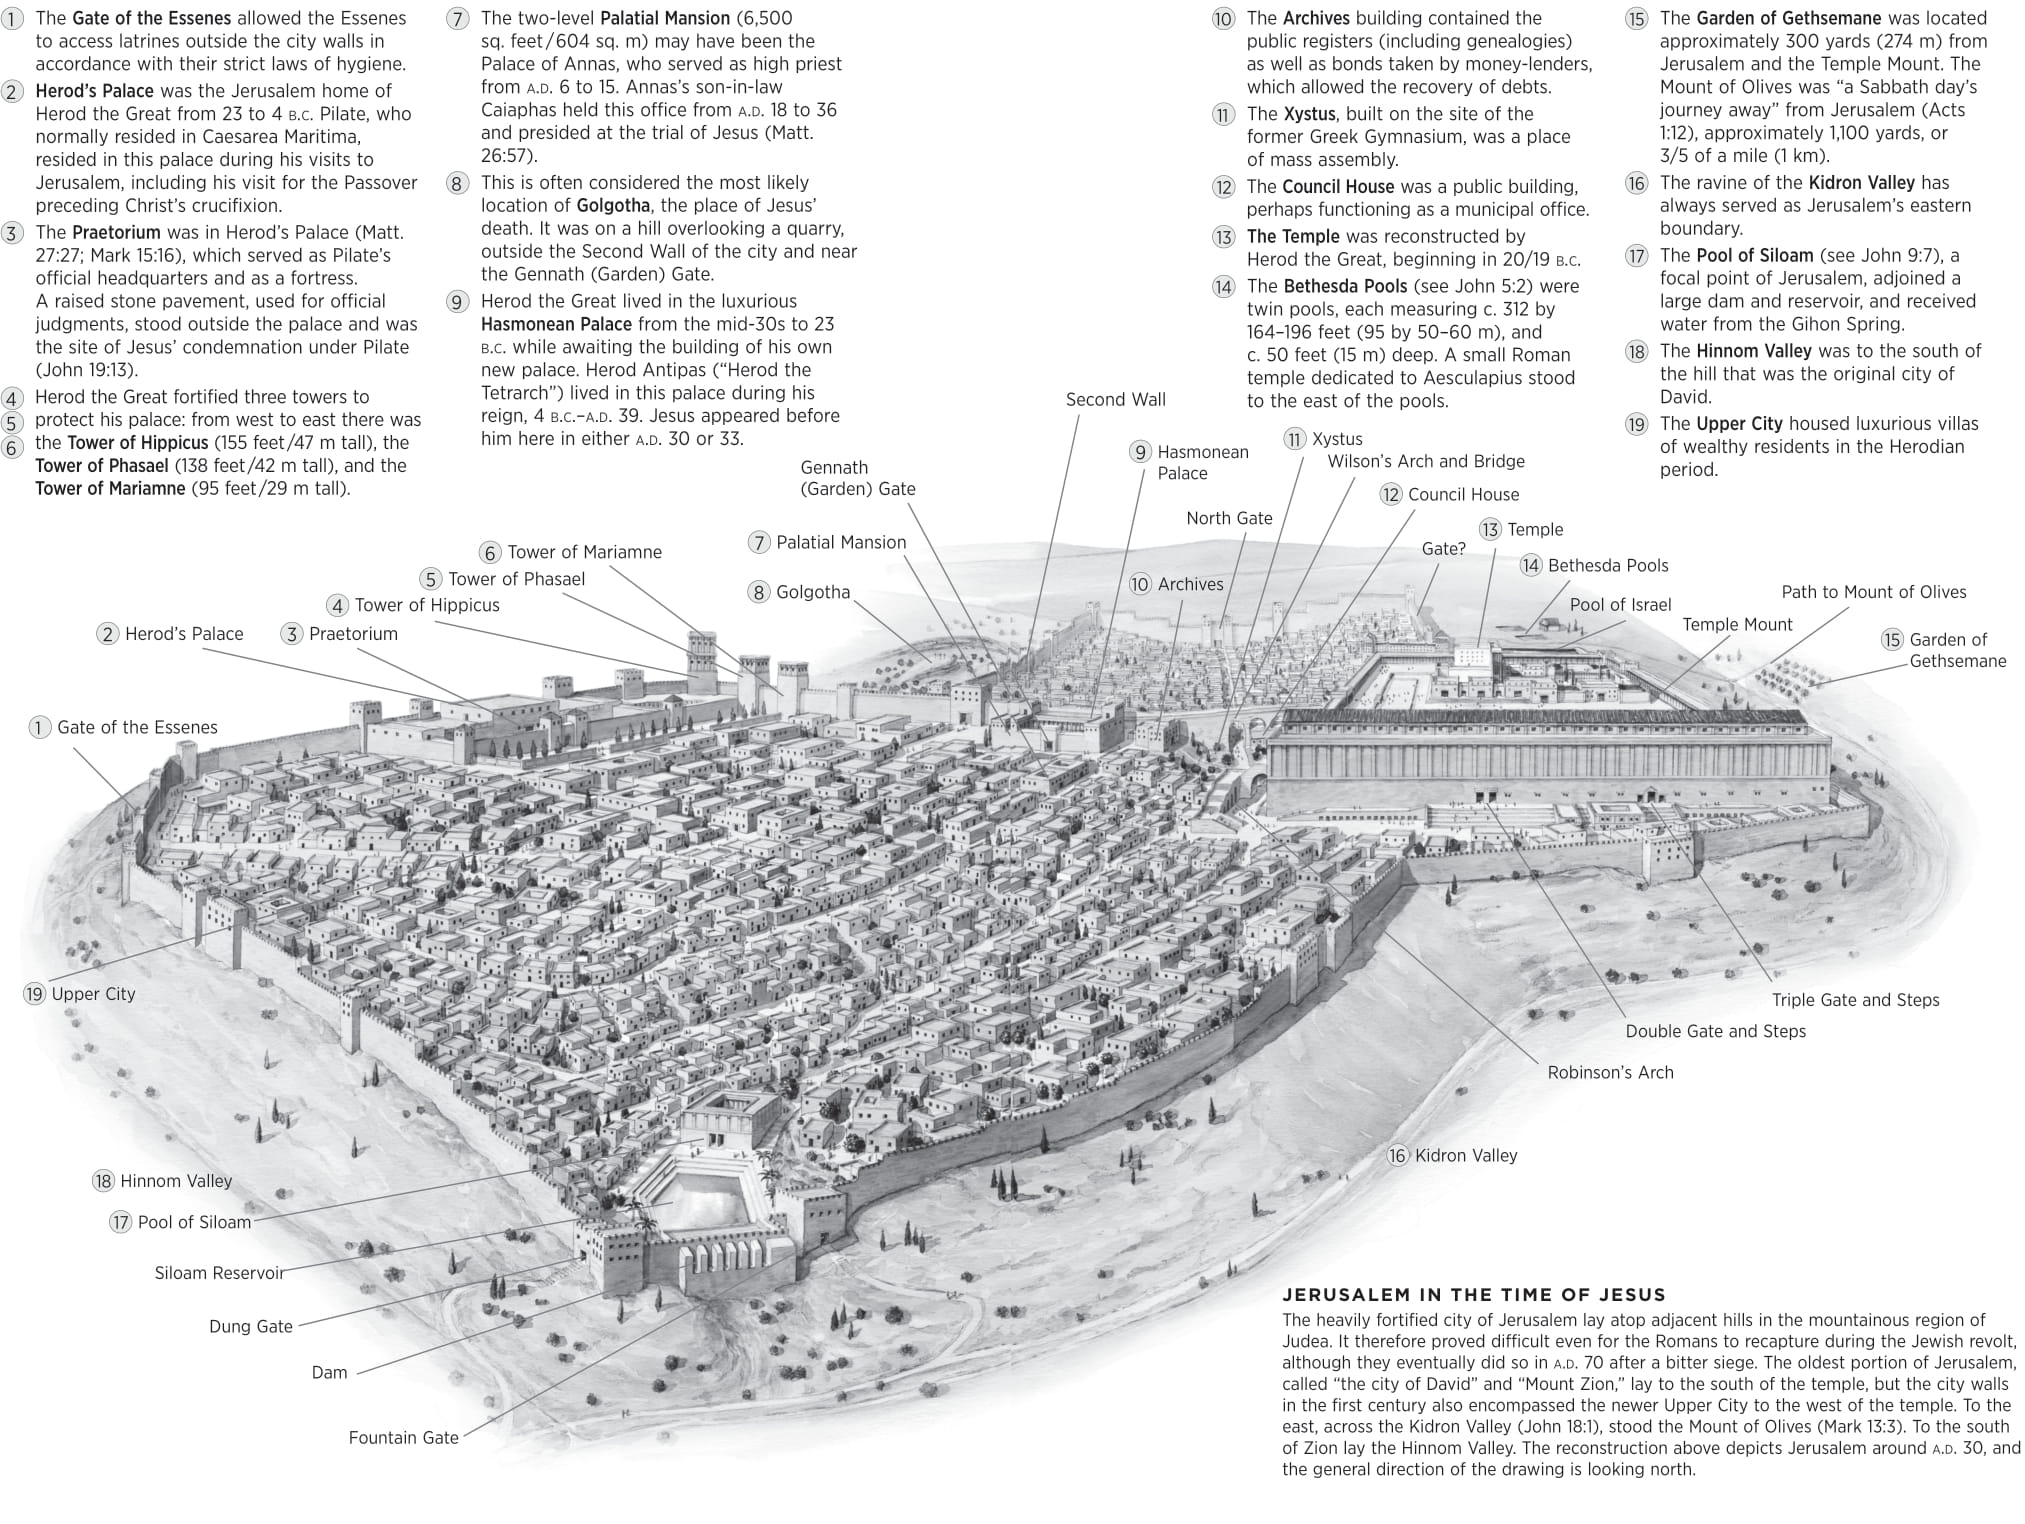 1 The Gate of the Essenes allowed the Essenes
to access latrines outside the city walls in
accordance with their strict laws of hygiene.
2 Herod's Palace was the Jerusalem home of
Herod the Great from 23 to 4 B.C. Pilate, who
normally resided in Caesarea Maritima,
resided in this palace during his visits to
Jerusalem, including his visit for the Passover
preceding Christ's crucifixion.
3 The Praetorium was in Herod's Palace (Matt.
27:27; Mark 15:16), which served as Pilate's
official headquarters and as a fortress.
A raised stone pavement, used for official
judgments, stood outside the palace and was
the site of Jesus' condemnation under Pilate
(John 19:13).
4 Herod the Great fortified three towers to
5 protect his palace: from west to east there was
6 the Tower of Hippicus (155 feet/47 m tall), the
Tower of Phasael (138 feet/42 m tall), and the
Tower of Mariamne (95 feet/29 m tall).
7 The two-level Palatial Mansion (6,500
sq. feet/604 sq. m) may have been the
Palace of Annas, who served as high priest
from A.D. 6 to 15. Annas's son-in-law
Caiaphas held this office from A.D. 18 to 36
and presided at the trial of Jesus (Matt.
26:57).
8 This is often considered the most likely
location of Golgotha, the place of Jesus'
death. It was on a hill overlooking a quarry,
outside the Second Wall of the city and near
the Gennath (Garden) Gate.
9 Herod the Great lived in the luxurious
Hasmonean Palace from the mid-30s to 23
B.C. while awaiting the building of his own
new palace. Herod Antipas ("Herod the
Tetrarch") lived in this palace during his
reign, 4 B.C.–A.D. 39. Jesus appeared before
him here in either A.D. 30 or 33.
10 The Archives building contained the
public registers (including genealogies)
as well as bonds taken by money-lenders,
which allowed the recovery of debts.
11 The Xystus, built on the site of the
former Greek Gymnasium, was a place
of mass assembly.
12 The Council House was a public building,
perhaps functioning as a municipal office.
13 The Temple was reconstructed by
Herod the Great, beginning in 20/19 B.C.
14 The Bethesda Pools (see John 5:2) were
twin pools, each measuring c. 312 by
164–196 feet (95 by 50–60 m), and
c. 50 feet (15 m) deep. A small Roman
temple dedicated to Aesculapius stood
to the east of the pools.
15 The Garden of Gethsemane was located
approximately 300 yards (274 m) from
Jerusalem and the Temple Mount. The
Mount of Olives was "a Sabbath day's
journey away" from Jerusalem (Acts
1:12), approximately 1,100 yards, or
3/5 of a mile (1 km).
16 The ravine of the Kidron Valley has
always served as Jerusalem's eastern
boundary.
17 The Pool of Siloam (see John 9:7), a
focal point of Jerusalem, adjoined a
large dam and reservoir, and received
water from the Gihon Spring.
18 The Hinnom Valley was to the south of
the hill that was the original city of
David.
19 The Upper City housed luxurious villas
of wealthy residents in the Herodian
period.
Second Wall
11 Xystus
9 Hasmonean
Palace
Wilson's Arch and Bridge
Gennath
(Garden) Gate
12 Council House
North Gate
13 Temple
7 Palatial Mansion
Gate?
6 Tower of Mariamne
14 Bethesda Pools
5 Tower of Phasael
10 Archives
8 Golgotha
Path to Mount of Olives
4 Tower of Hippicus
Pool of Israel
Temple Mount
2 Herod's Palace
3 Praetorium
15 Garden of
Gethsemane
1 Gate of the Essenes
19 Upper City
Triple Gate and Steps
Double Gate and Steps
Robinson's Arch
16 Kidron Valley
18 Hinnom Valley
17 Pool of Siloam
Siloam Reservoir
Dung Gate
Dam
Fountain Gate
JERUSALEM IN THE TIME OF JESUS
The heavily fortified city of Jerusalem lay atop adjacent hills in the mountainous region of
Judea. It therefore proved difficult even for the Romans to recapture during the Jewish revolt,
although they eventually did so in A.D. 70 after a bitter siege. The oldest portion of Jerusalem,
called "the city of David" and "Mount Zion," lay to the south of the temple, but the city walls
in the first century also encompassed the newer Upper City to the west of the temple. To the
east, across the Kidron Valley (John 18:1), stood the Mount of Olives (Mark 13:3). To the south
of Zion lay the Hinnom Valley. The reconstruction above depicts Jerusalem around A.D. 30, and
the general direction of the drawing is looking north.